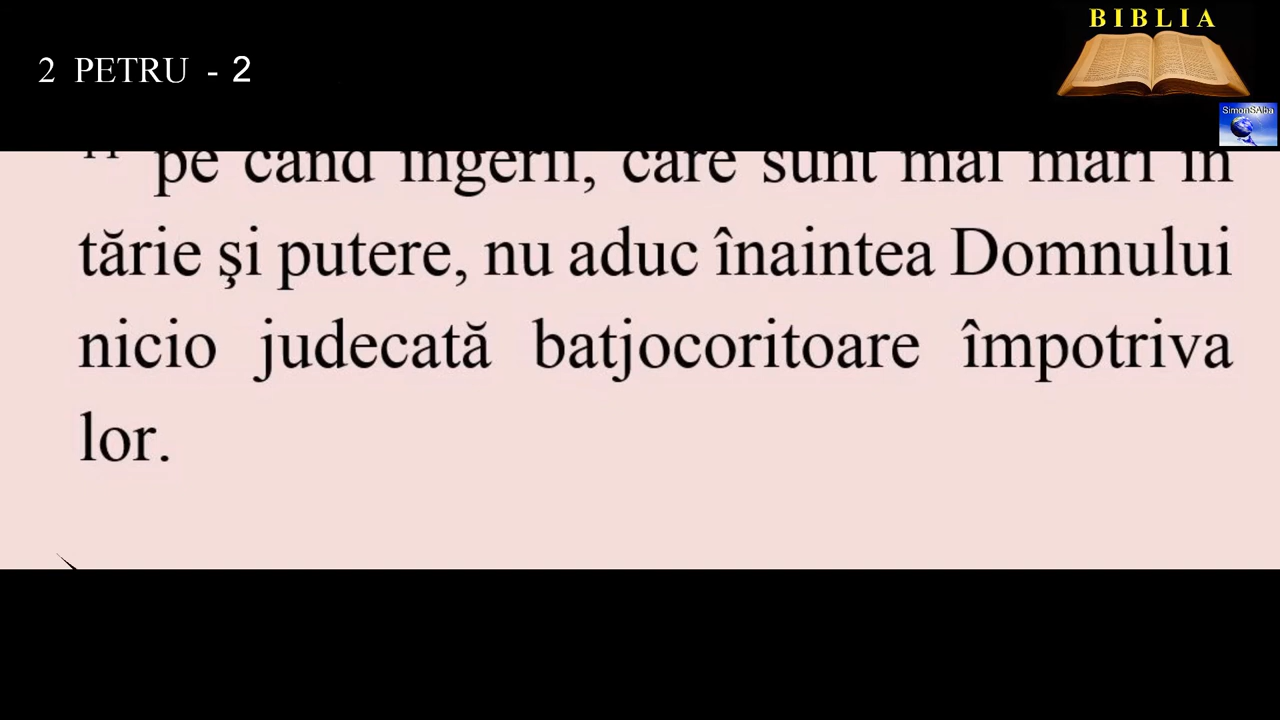 BIBLIA
2 PETRU - 2
SimonSAlba
pe când îngerii, care sunt mai mari în
tărie şi putere, nu aduc înaintea Domnului
nicio judecată batjocoritoare împotriva
lor.